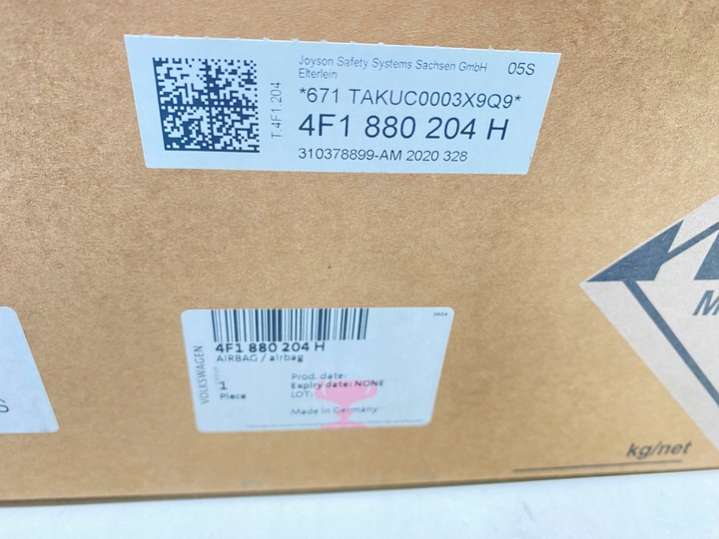 Joyson Safety Systems Sachsen GmbH
Elterlein
05S
T 4F1 204
*671 TAKUC0003X9Q9*
4F1 880 204 H
310378899-AM 2020 328
4F1 880 204 H
AIRBAG / airbag
VOLKSWAGEN
1
Piece
Prod. date:
Expiry date: NONE
LOT:
Made in Germany
S
M
kg/net